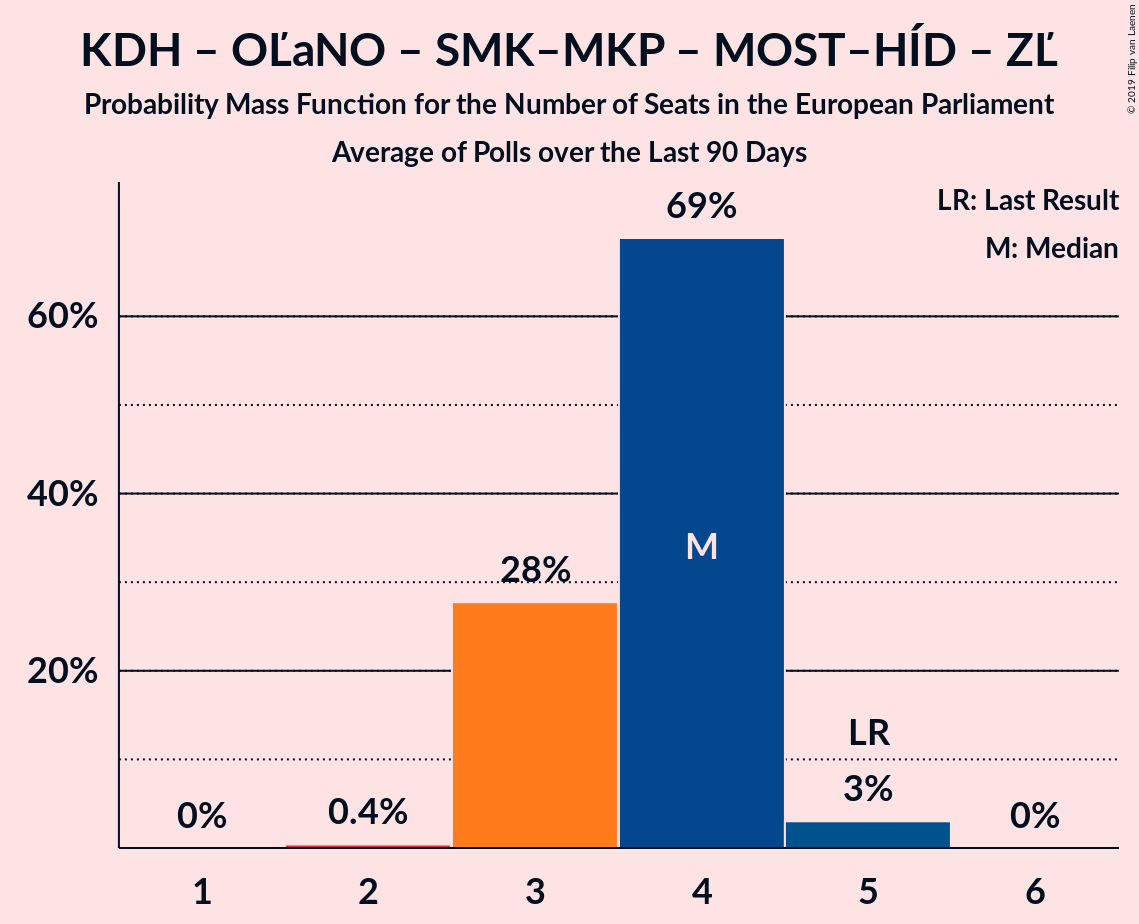 KDH – OĽaNO – SMK–MKP – MOST–HÍD – ZĽ
Probability Mass Function for the Number of Seats in the European Parliament
Average of Polls over the Last 90 Days
© 2019 Filip van Laenen
LR: Last Result
M: Median
69%
60%
40%
M
28%
20%
LR
3%
0%
0.4%
0%
1 2 3 4 5 6